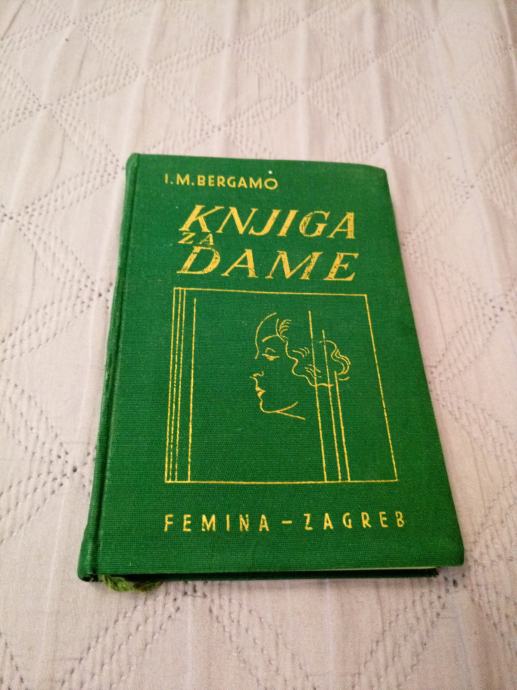 I.M.BERGAMO
KNJIGA
ZA
DAME
FEMINA-ZAGREB